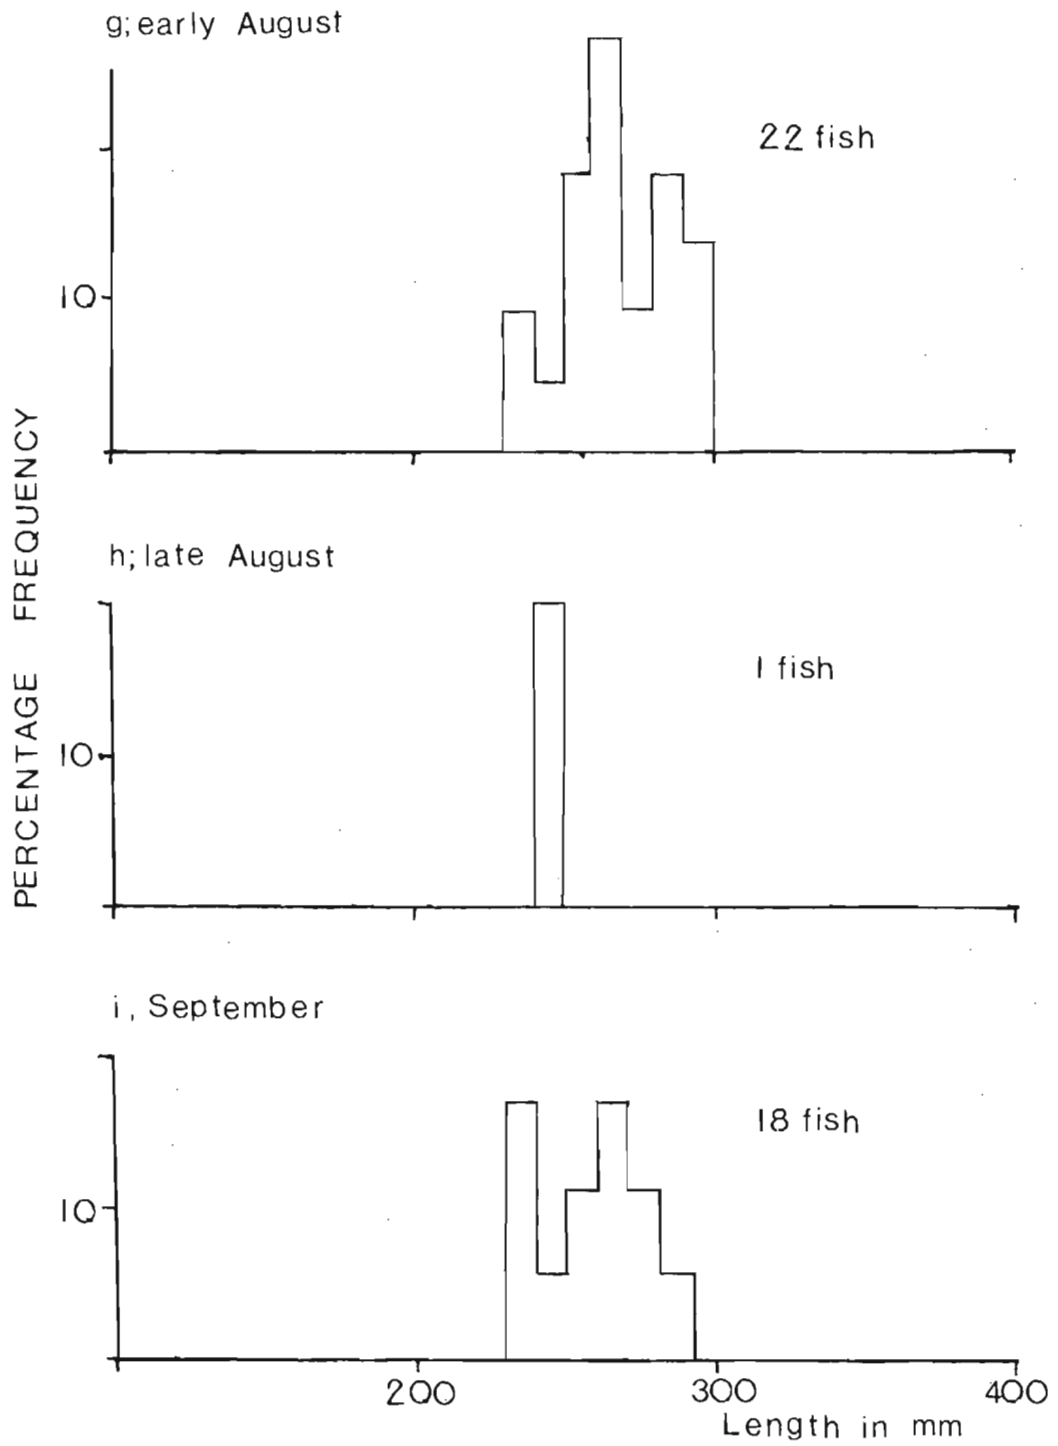 g; early August
22 fish
10
PERCENTAGE FREQUENCY
h; late August
1 fish
10
i, September
18 fish
10
200 300 400
Length in mm